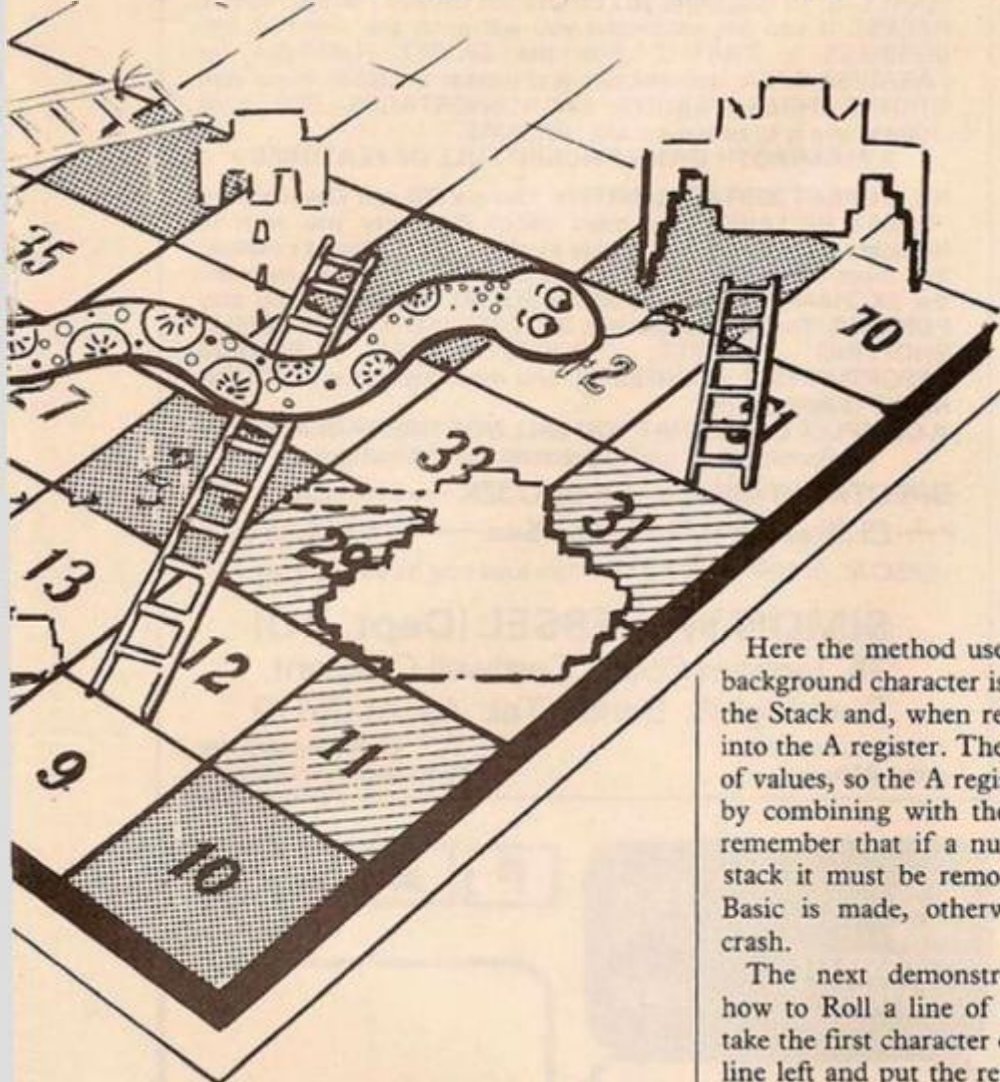 70
27
31
29
13
12
11
9
10
Here the method use
background character is
the Stack and, when re
into the A register. The
of values, so the A regis
by combining with the
remember that if a nu
stack it must be remo
Basic is made, otherw
crash.
The next demonstr
how to Roll a line of
take the first character o
line left and put the re